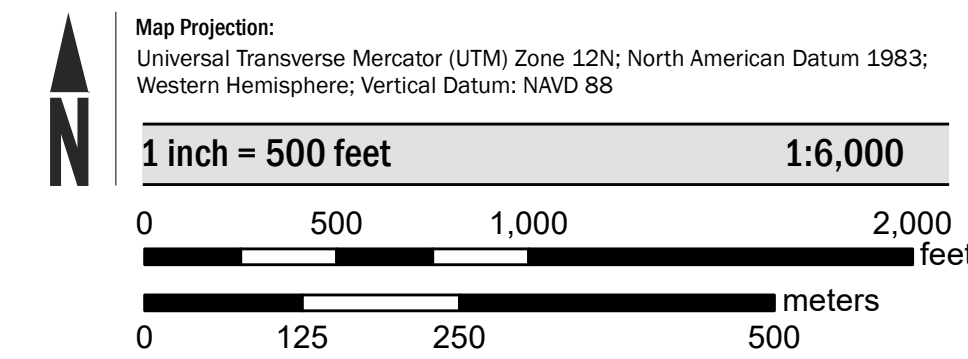 N
Map Projection:
Universal Transverse Mercator (UTM) Zone 12N; North American Datum 1983;
Western Hemisphere; Vertical Datum: NAVD 88
1 inch = 500 feet 1:6,000
0 500 1,000 2,000
feet
meters
0 125 250 500